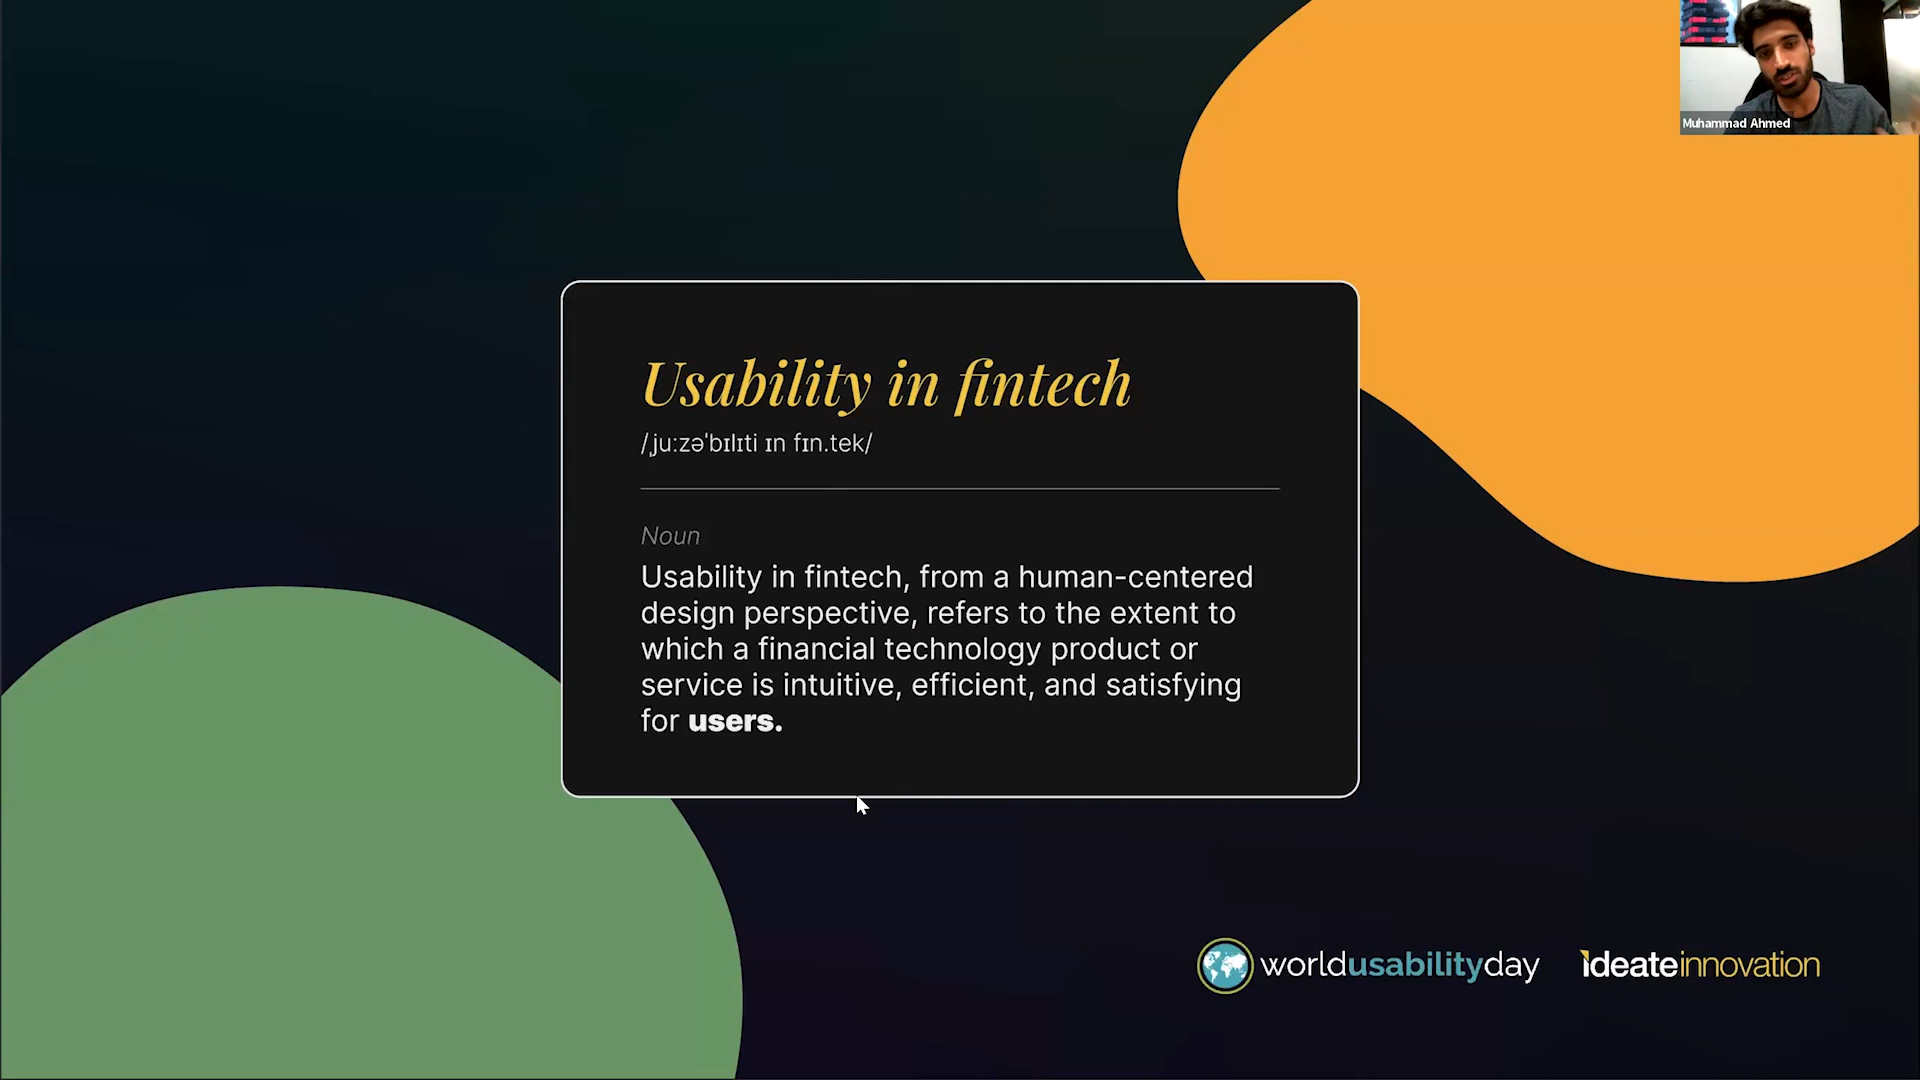 Muhammad Ahmed
Usability in fintech
/ˌjuːzəˈbɪlɪti ɪn fɪn.tek/
Noun
Usability in fintech, from a human-centered
design perspective, refers to the extent to
which a financial technology product or
service is intuitive, efficient, and satisfying
for users.
worldusabilityday
ideateinnovation